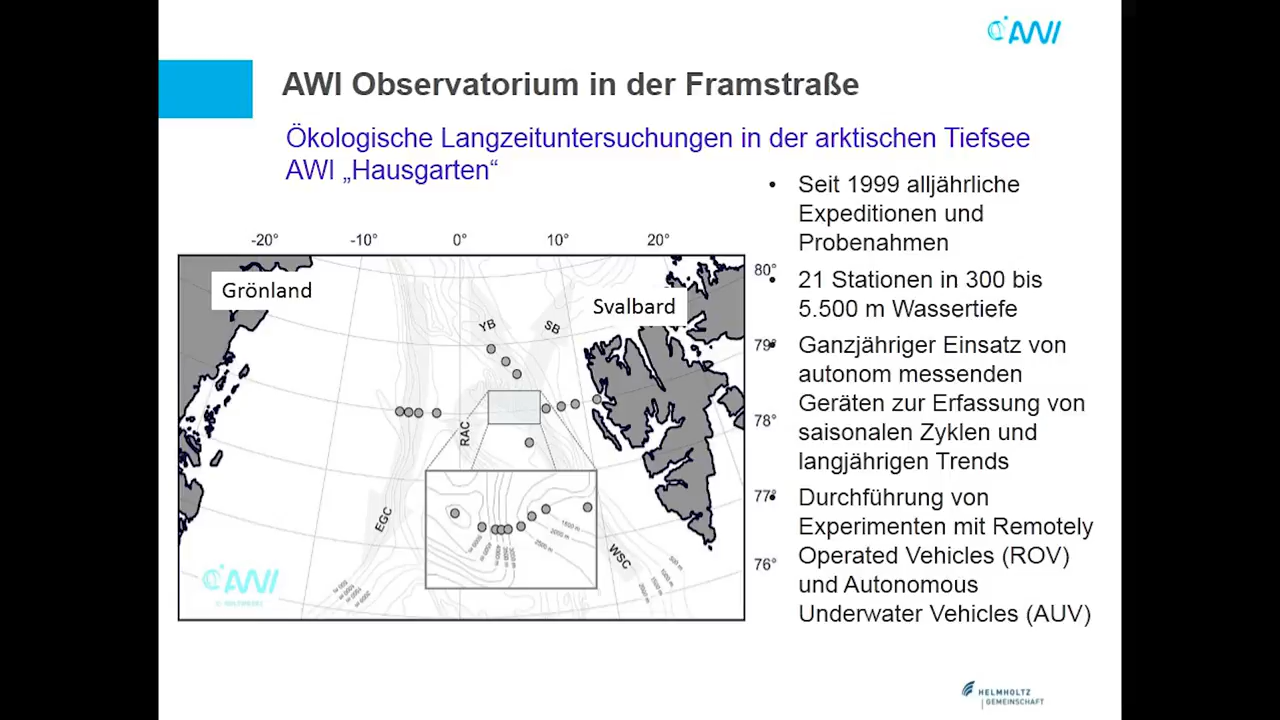 AWI
AWI Observatorium in der Framstraße
Ökologische Langzeituntersuchungen in der arktischen Tiefsee
AWI „Hausgarten“
• Seit 1999 alljährliche
Expeditionen und
Probenahmen
• 21 Stationen in 300 bis
5.500 m Wassertiefe
• Ganzjähriger Einsatz von
autonom messenden
Geräten zur Erfassung von
saisonalen Zyklen und
langjährigen Trends
• Durchführung von
Experimenten mit Remotely
Operated Vehicles (ROV)
und Autonomous
Underwater Vehicles (AUV)
-20° -10° 0° 10° 20°
80°
79°
78°
77°
76°
Grönland
Svalbard
YB
SB
RAC
EGC
WSC
AWI
HELMHOLTZ
GEMEINSCHAFT